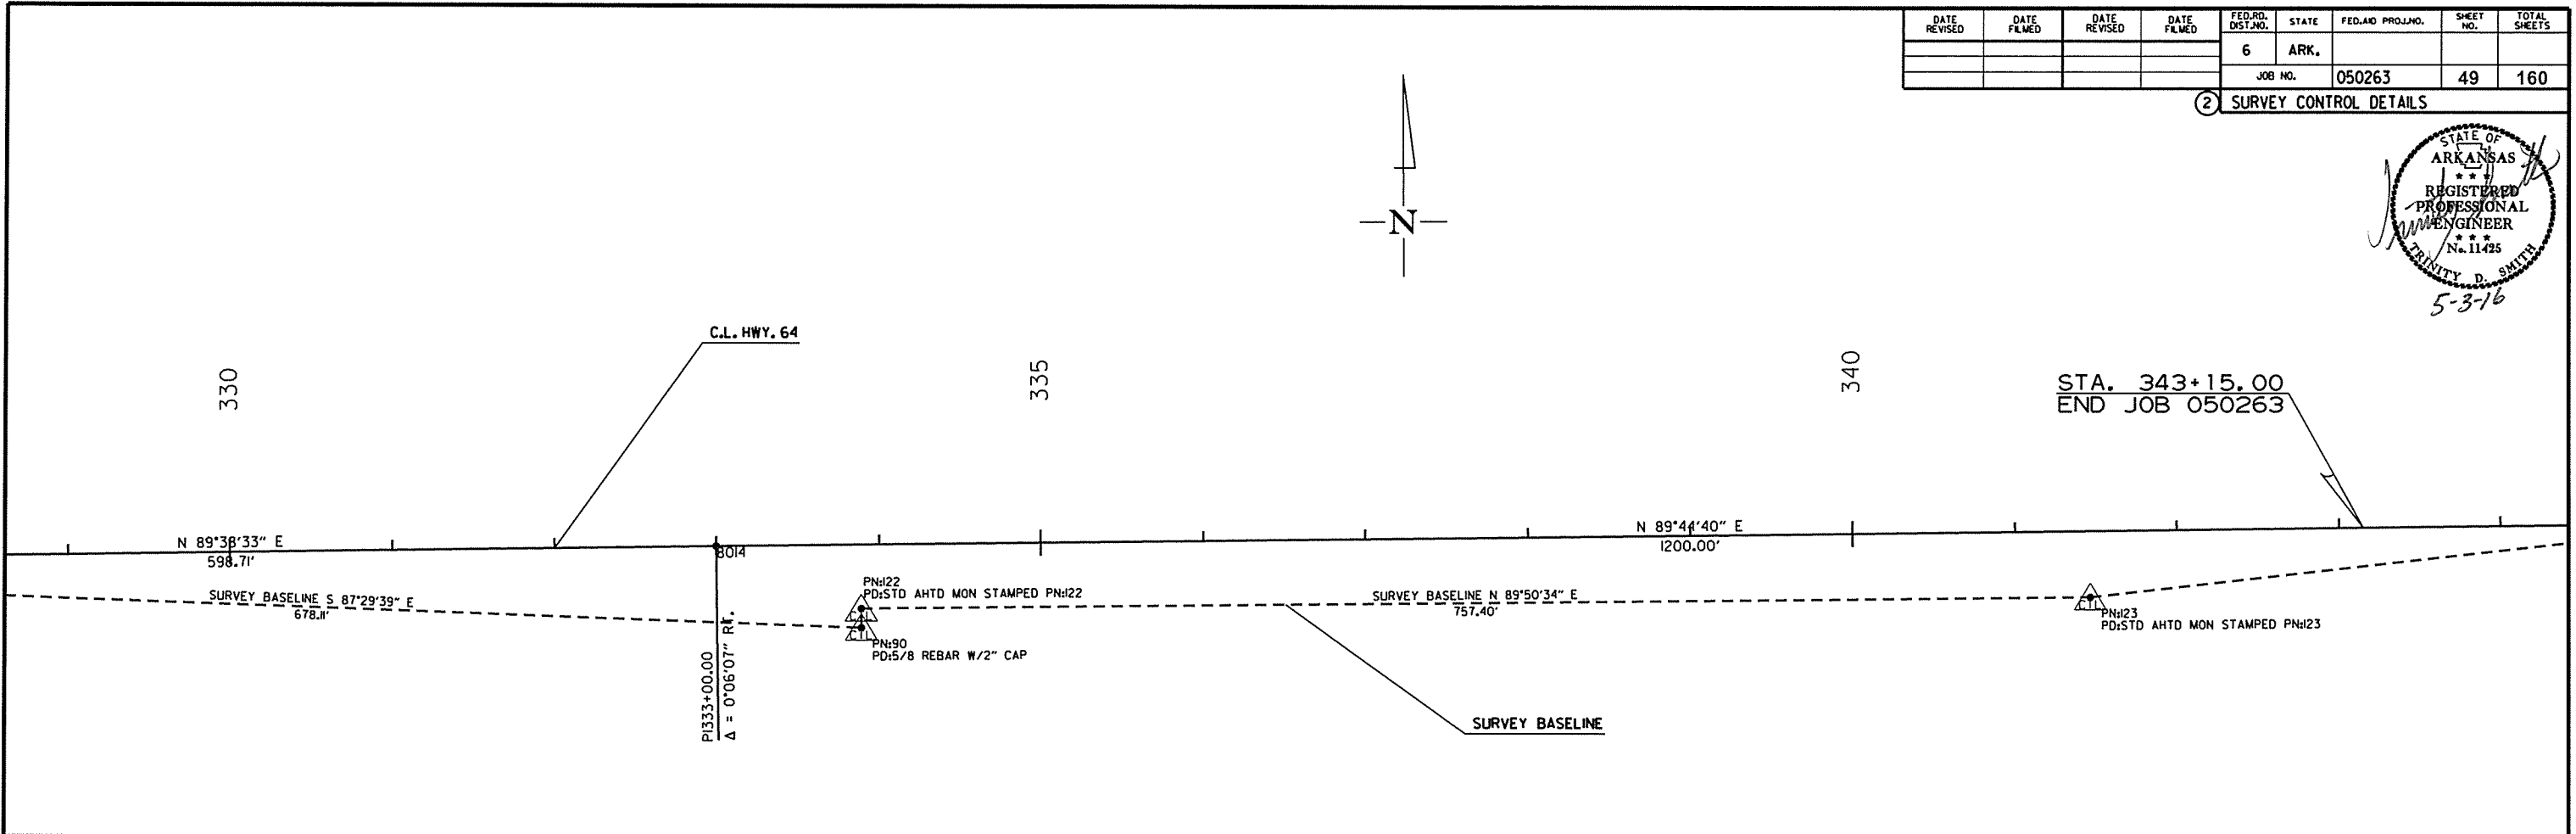 DATE REVISED
DATE FILMED
DATE REVISED
DATE FILMED
FED.RD. DIST.NO.
STATE
FED.AID PROJ.NO.
SHEET NO.
TOTAL SHEETS
6
ARK.
JOB NO.
050263
49
160
2
SURVEY CONTROL DETAILS
STATE OF
ARKANSAS
★ ★ ★
REGISTERED
PROFESSIONAL
ENGINEER
★ ★ ★
No. 11425
TRINITY D. SMITH
5-3-16
N
C.L. HWY. 64
330
335
340
STA. 343+15.00
END JOB 050263
N 89°38'33" E
598.71'
8014
N 89°44'40" E
1200.00'
SURVEY BASELINE S 87°29'39" E
678.11'
PN:122
PD:STD AHTD MON STAMPED PN:122
CTL
CTL
PN:90
PD:5/8 REBAR W/2" CAP
SURVEY BASELINE N 89°50'34" E
757.40'
CTL
PN:123
PD:STD AHTD MON STAMPED PN:123
PI333+00.00
Δ = 0°06'07" RT.
SURVEY BASELINE